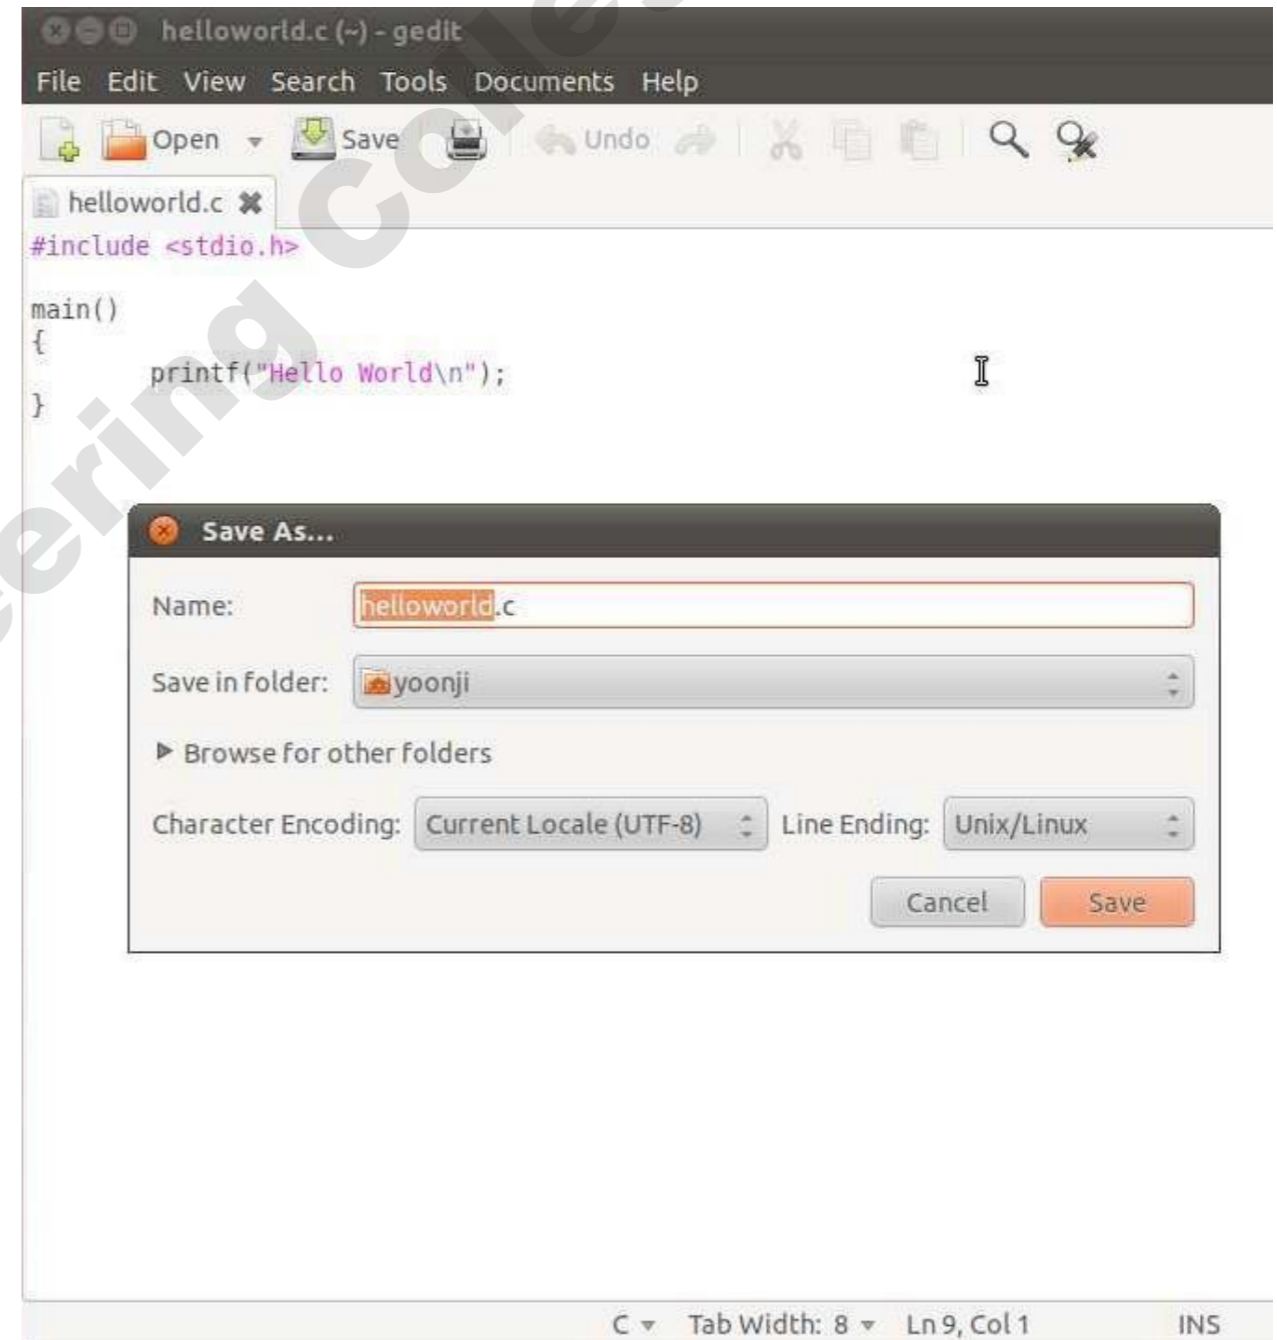 helloworld.c (~) - gedit
File Edit View Search Tools Documents Help
Open Save Undo
helloworld.c
#include <stdio.h>
main()
{
printf("Hello World\n");
}
Save As...
Name: helloworld.c
Save in folder: yoonji
Browse for other folders
Character Encoding: Current Locale (UTF-8) Line Ending: Unix/Linux
Cancel Save
C Tab Width: 8 Ln 9, Col 1 INS